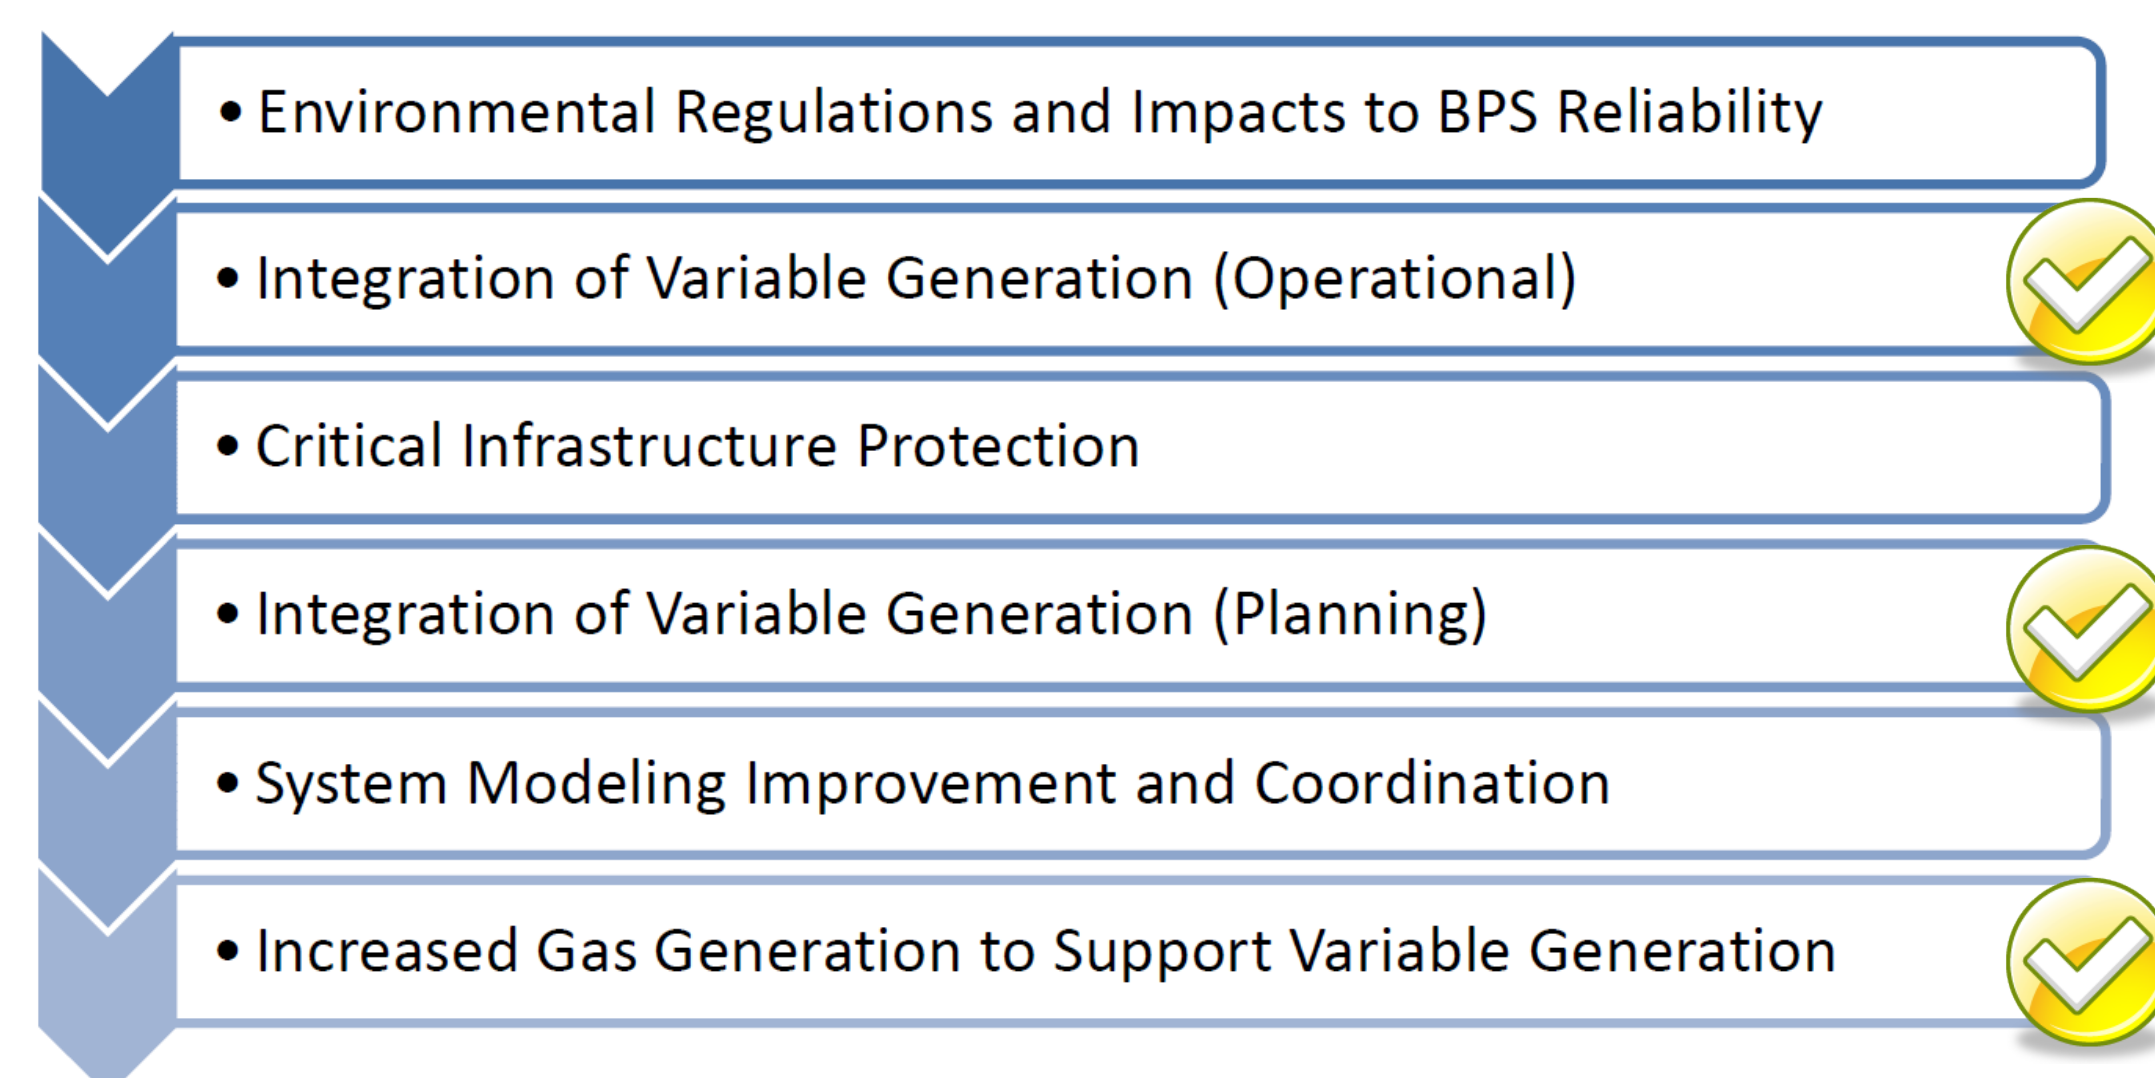 • Environmental Regulations and Impacts to BPS Reliability
• Integration of Variable Generation (Operational)
• Critical Infrastructure Protection
• Integration of Variable Generation (Planning)
• System Modeling Improvement and Coordination
• Increased Gas Generation to Support Variable Generation